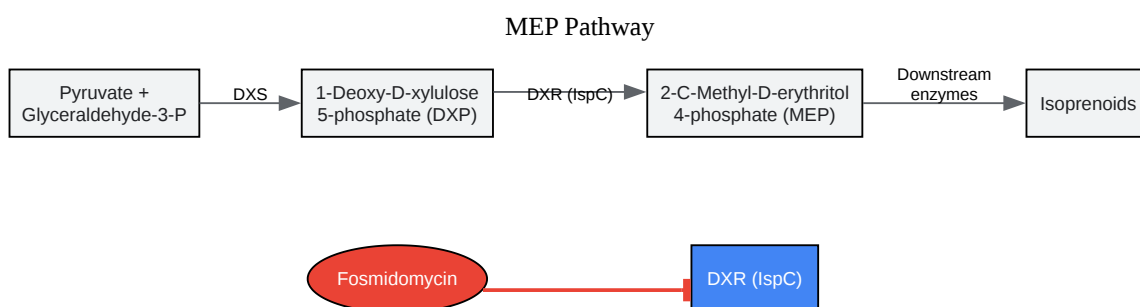 MEP Pathway
Pyruvate +
Glyceraldehyde-3-P
DXS
1-Deoxy-D-xylulose
5-phosphate (DXP)
DXR (IspC)
2-C-Methyl-D-erythritol
4-phosphate (MEP)
Downstream
enzymes
Isoprenoids
Fosmidomycin
DXR (IspC)